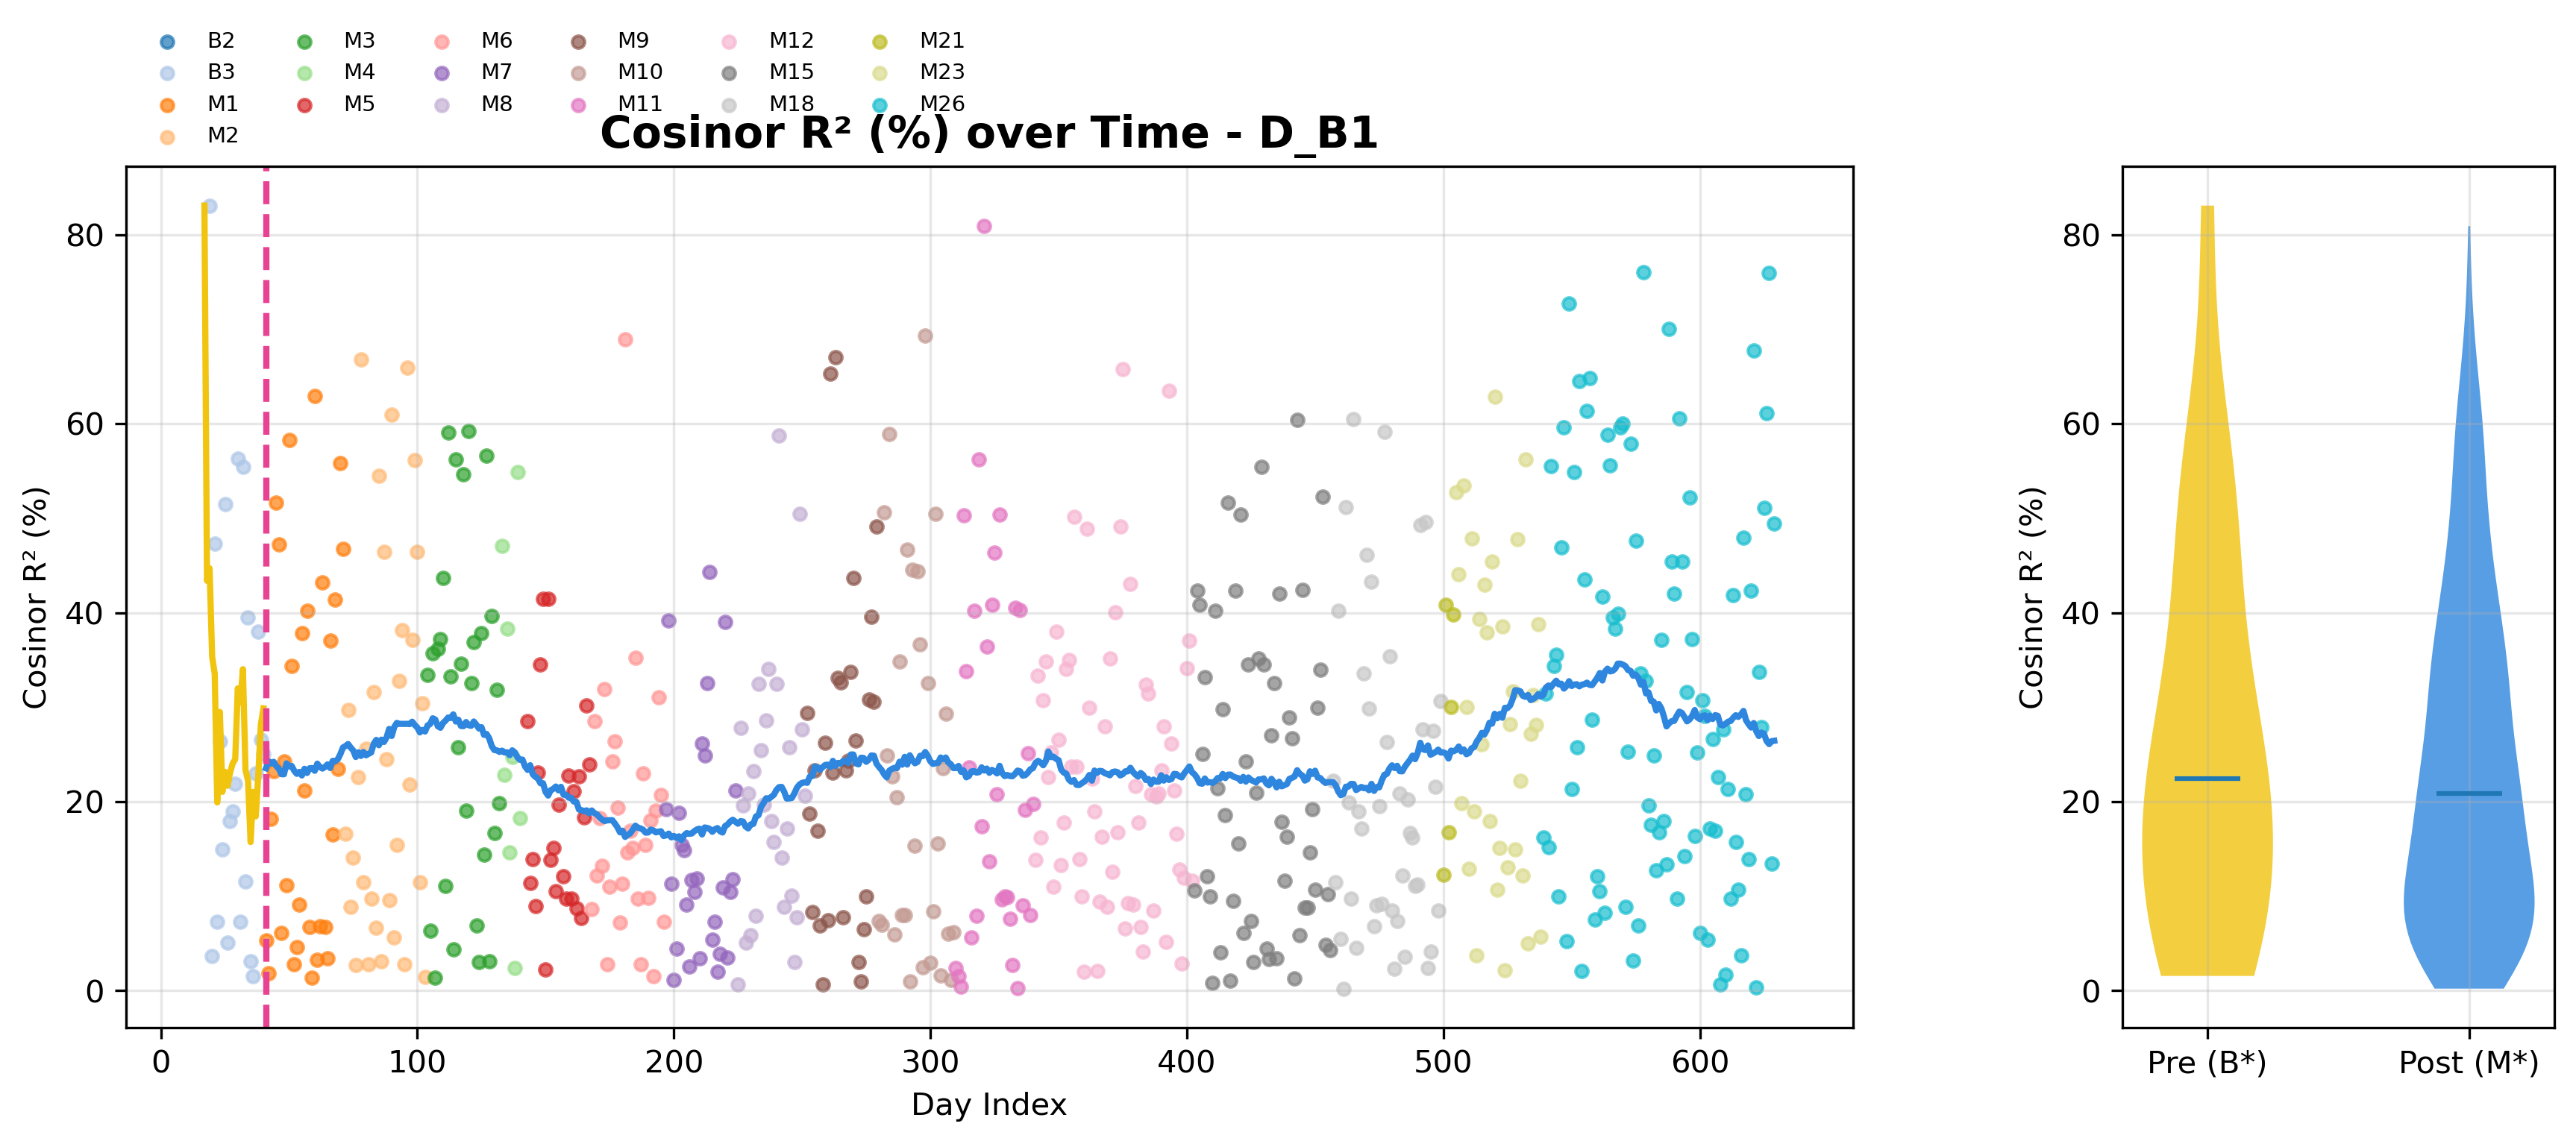 B2 M3 M6 M9 M12 M21
B3 M4 M7 M10 M15 M23
M1 M5 M8 M11 M18 M26
M2
Cosinor R² (%) over Time - D_B1
Cosinor R² (%)
80
60
40
20
0
0 100 200 300 400 500 600
Day Index
Cosinor R² (%)
80
60
40
20
0
Pre (B*) Post (M*)